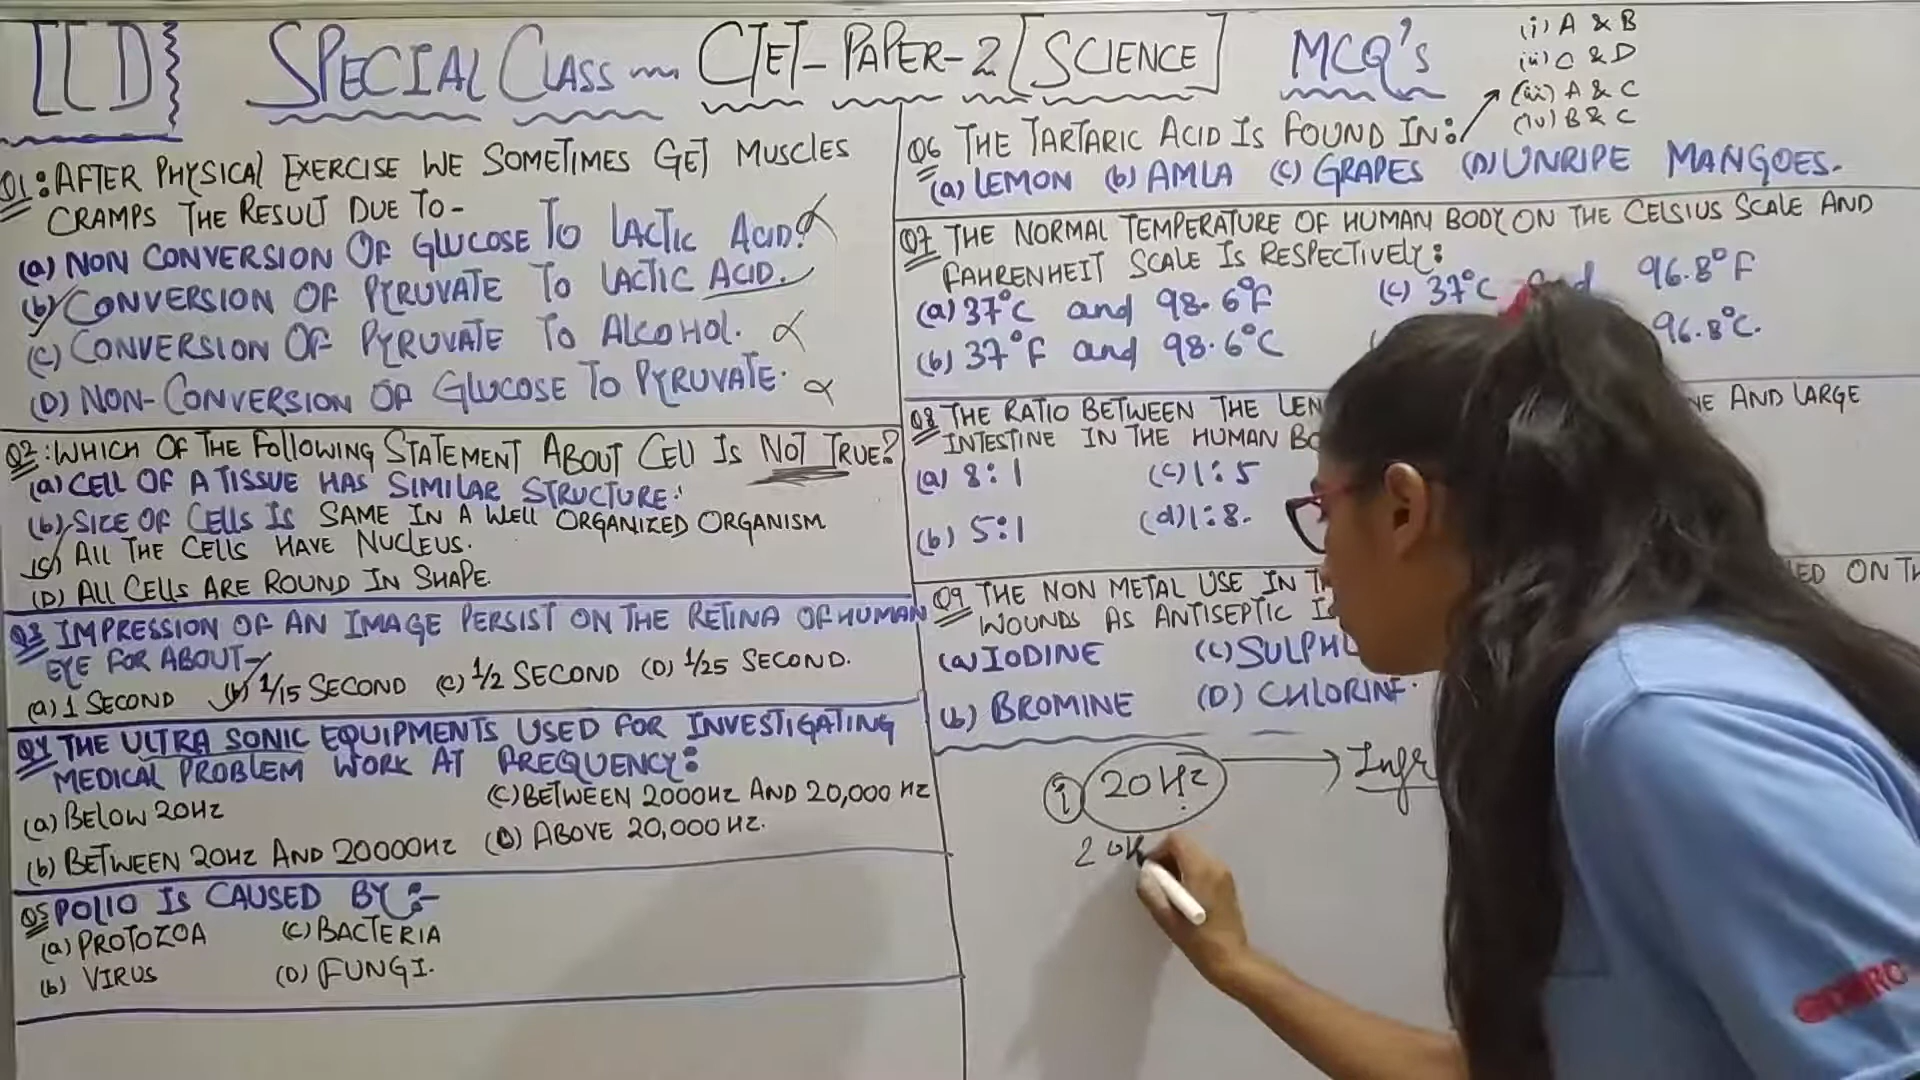 [LCD]
SPECIAL CLASS CTET-PAPER-2 [SCIENCE] MCQ's
Q1: AFTER PHYSICAL EXERCISE WE SOMETIMES GET MUSCLES
CRAMPS THE RESULT DUE TO-
(a) NON CONVERSION OF GLUCOSE TO LACTIC ACID.
(b) CONVERSION OF PYRUVATE TO LACTIC ACID.
(C) CONVERSION OF PYRUVATE TO ALCOHOL.
(D) NON-CONVERSION OF GLUCOSE TO PYRUVATE.
Q2: WHICH OF THE FOLLOWING STATEMENT ABOUT CELL IS NOT TRUE?
(a) CELL OF A TISSUE HAS SIMILAR STRUCTURE.
(b) SIZE OF CELLS IS SAME IN A WELL ORGANIZED ORGANISM
(C) ALL THE CELLS HAVE NUCLEUS.
(D) ALL CELLS ARE ROUND IN SHAPE.
Q3 IMPRESSION OF AN IMAGE PERSIST ON THE RETINA OF HUMAN
EYE FOR ABOUT-
(a) 1 SECOND (b) 1/15 SECOND (c) 1/2 SECOND (D) 1/25 SECOND.
Q4 THE ULTRA SONIC EQUIPMENTS USED FOR INVESTIGATING
MEDICAL PROBLEM WORK AT FREQUENCY:
(a) BELOW 20HZ (C) BETWEEN 2000HZ AND 20,000 HZ
(b) BETWEEN 20HZ AND 20000HZ (D) ABOVE 20,000 HZ.
Q5 POLIO IS CAUSED BY:-
(a) PROTOZOA (C) BACTERIA
(b) VIRUS (D) FUNGI.
(i) A & B
(ii) C & D
(iii) A & C
(iv) B & C
Q6 THE TARTARIC ACID IS FOUND IN:
(a) LEMON (b) AMLA (C) GRAPES (D) UNRIPE MANGOES.
Q7 THE NORMAL TEMPERATURE OF HUMAN BODY ON THE CELSIUS SCALE AND
FAHRENHEIT SCALE IS RESPECTIVELY:
(a) 37°C and 98.6°F (c) 37°C and 96.8°F
(b) 37°F and 98.6°C 96.8°C.
Q8 THE RATIO BETWEEN THE LEN AND LARGE
INTESTINE IN THE HUMAN
(a) 8:1 (c) 1:5
(b) 5:1 (d) 1:8.
Q9 THE NON METAL USE IN ON TH
WOUNDS AS ANTISEPTIC
(a) IODINE (C) SULPH
(b) BROMINE (D) CHLORINE.
(i) 20Hz → Infr
20K